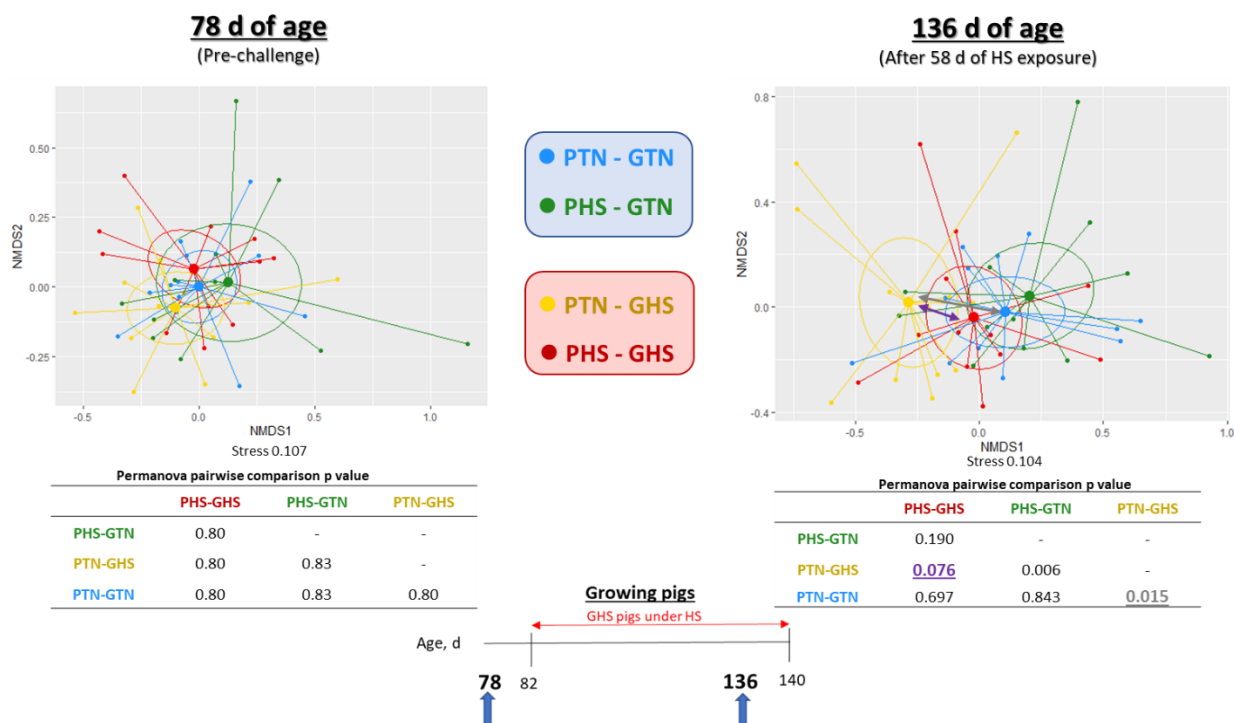 78 d of age
(Pre-challenge)
136 d of age
(After 58 d of HS exposure)
PTN - GTN
PHS - GTN
PTN - GHS
PHS - GHS
0.50
0.25
0.00
-0.25
NMDS2
-0.5 0.0 0.5 1.0
NMDS1
Stress 0.107
0.8
0.4
0.0
-0.4
NMDS2
-0.5 0.0 0.5 1.0
NMDS1
Stress 0.104
Permanova pairwise comparison p value
PHS-GHS PHS-GTN PTN-GHS
PHS-GTN 0.80 - -
PTN-GHS 0.80 0.83 -
PTN-GTN 0.80 0.83 0.80
Permanova pairwise comparison p value
PHS-GHS PHS-GTN PTN-GHS
PHS-GTN 0.190 - -
PTN-GHS 0.076 0.006 -
PTN-GTN 0.697 0.843 0.015
Growing pigs
GHS pigs under HS
Age, d
78 82 136 140